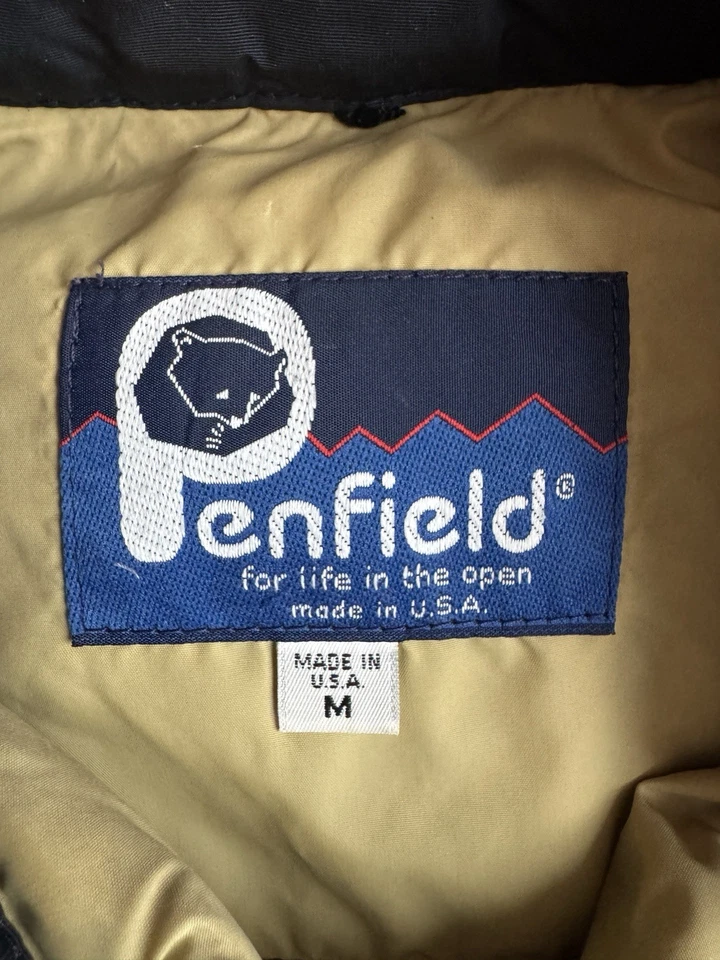 Penfield®
for life in the open
made in U.S.A.
MADE IN
U.S.A.
M